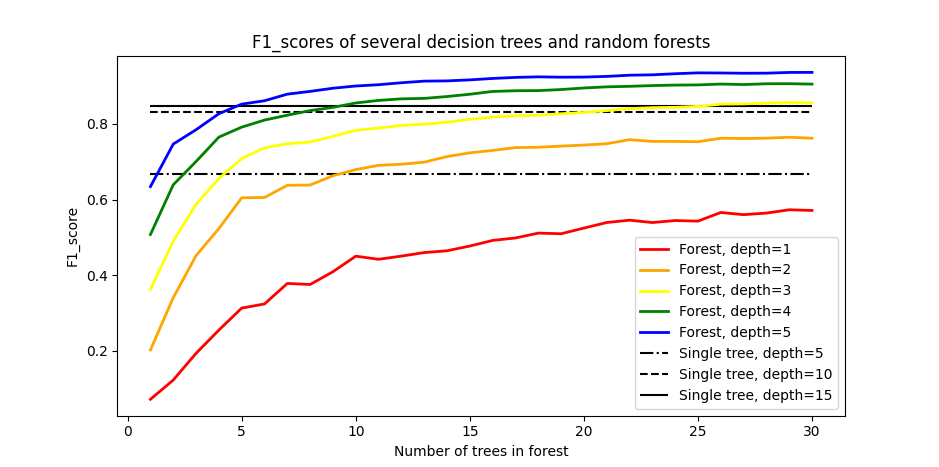 F1_scores of several decision trees and random forests
F1_score
0.8
0.6
0.4
0.2
0 5 10 15 20 25 30
Number of trees in forest
Forest, depth=1
Forest, depth=2
Forest, depth=3
Forest, depth=4
Forest, depth=5
Single tree, depth=5
Single tree, depth=10
Single tree, depth=15